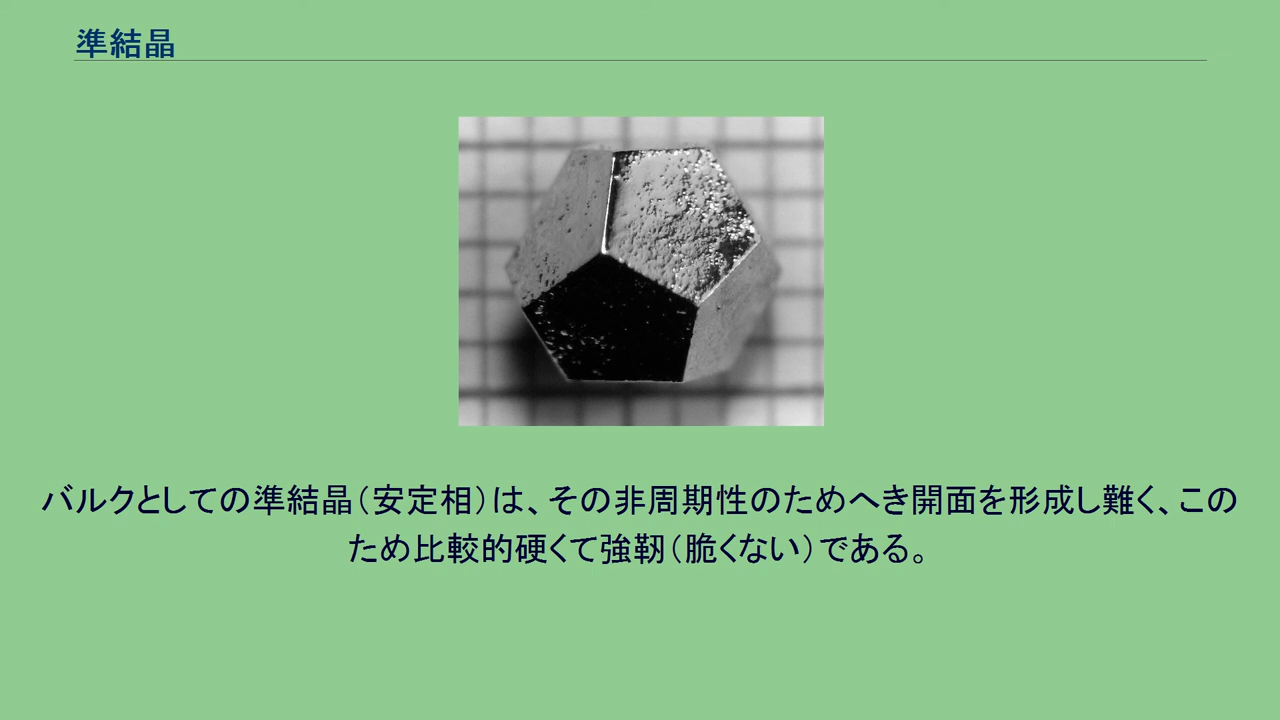 準結晶
バルクとしての準結晶（安定相）は、その非周期性のためへき開面を形成し難く、この
ため比較的硬くて強靭（脆くない）である。